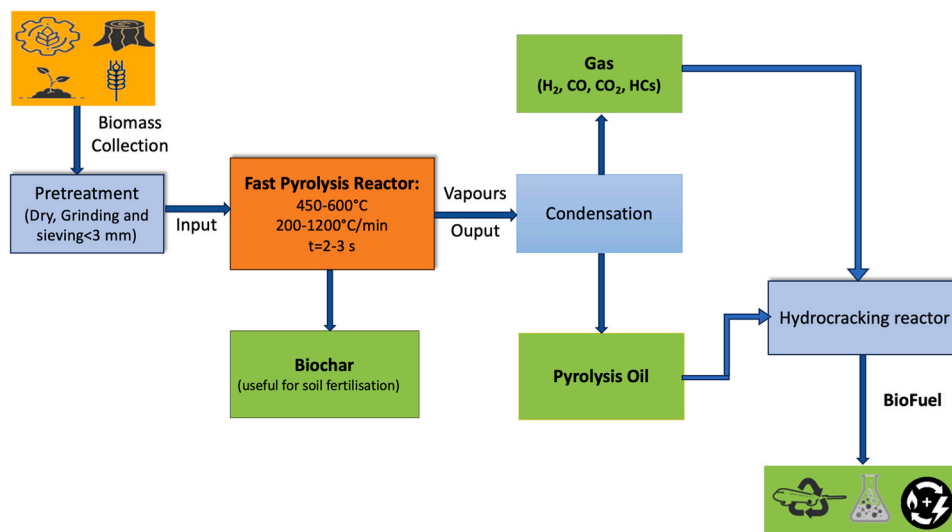 Biomass
Collection
Pretreatment
(Dry, Grinding and
sieving<3 mm)
Input
Fast Pyrolysis Reactor:
450-600°C
200-1200°C/min
t=2-3 s
Biochar
(useful for soil fertilisation)
Vapours
Ouput
Condensation
Gas
(H₂, CO, CO₂, HCs)
Pyrolysis Oil
Hydrocracking reactor
BioFuel